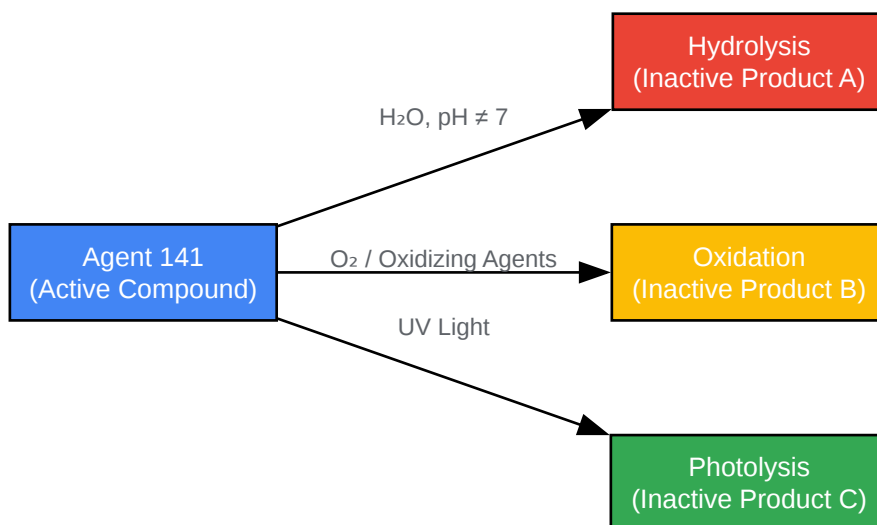 Hydrolysis
(Inactive Product A)
H₂O, pH ≠ 7
Agent 141
(Active Compound)
O₂ / Oxidizing Agents
Oxidation
(Inactive Product B)
UV Light
Photolysis
(Inactive Product C)